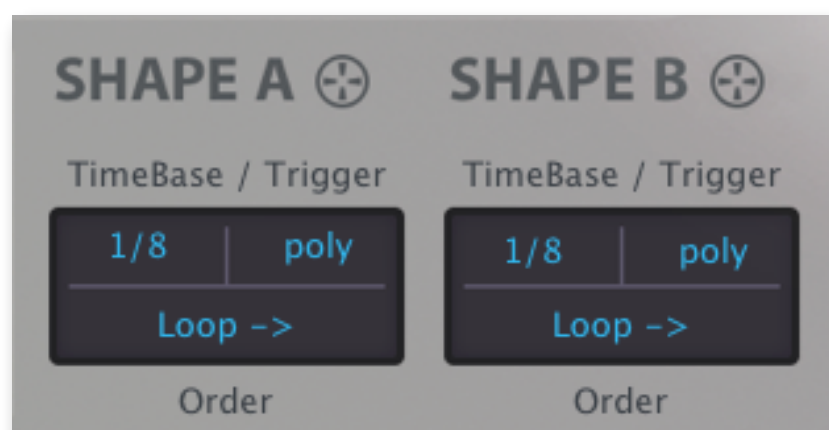 SHAPE A SHAPE B
TimeBase / Trigger TimeBase / Trigger
1/8 poly 1/8 poly
Loop -> Loop ->
Order Order